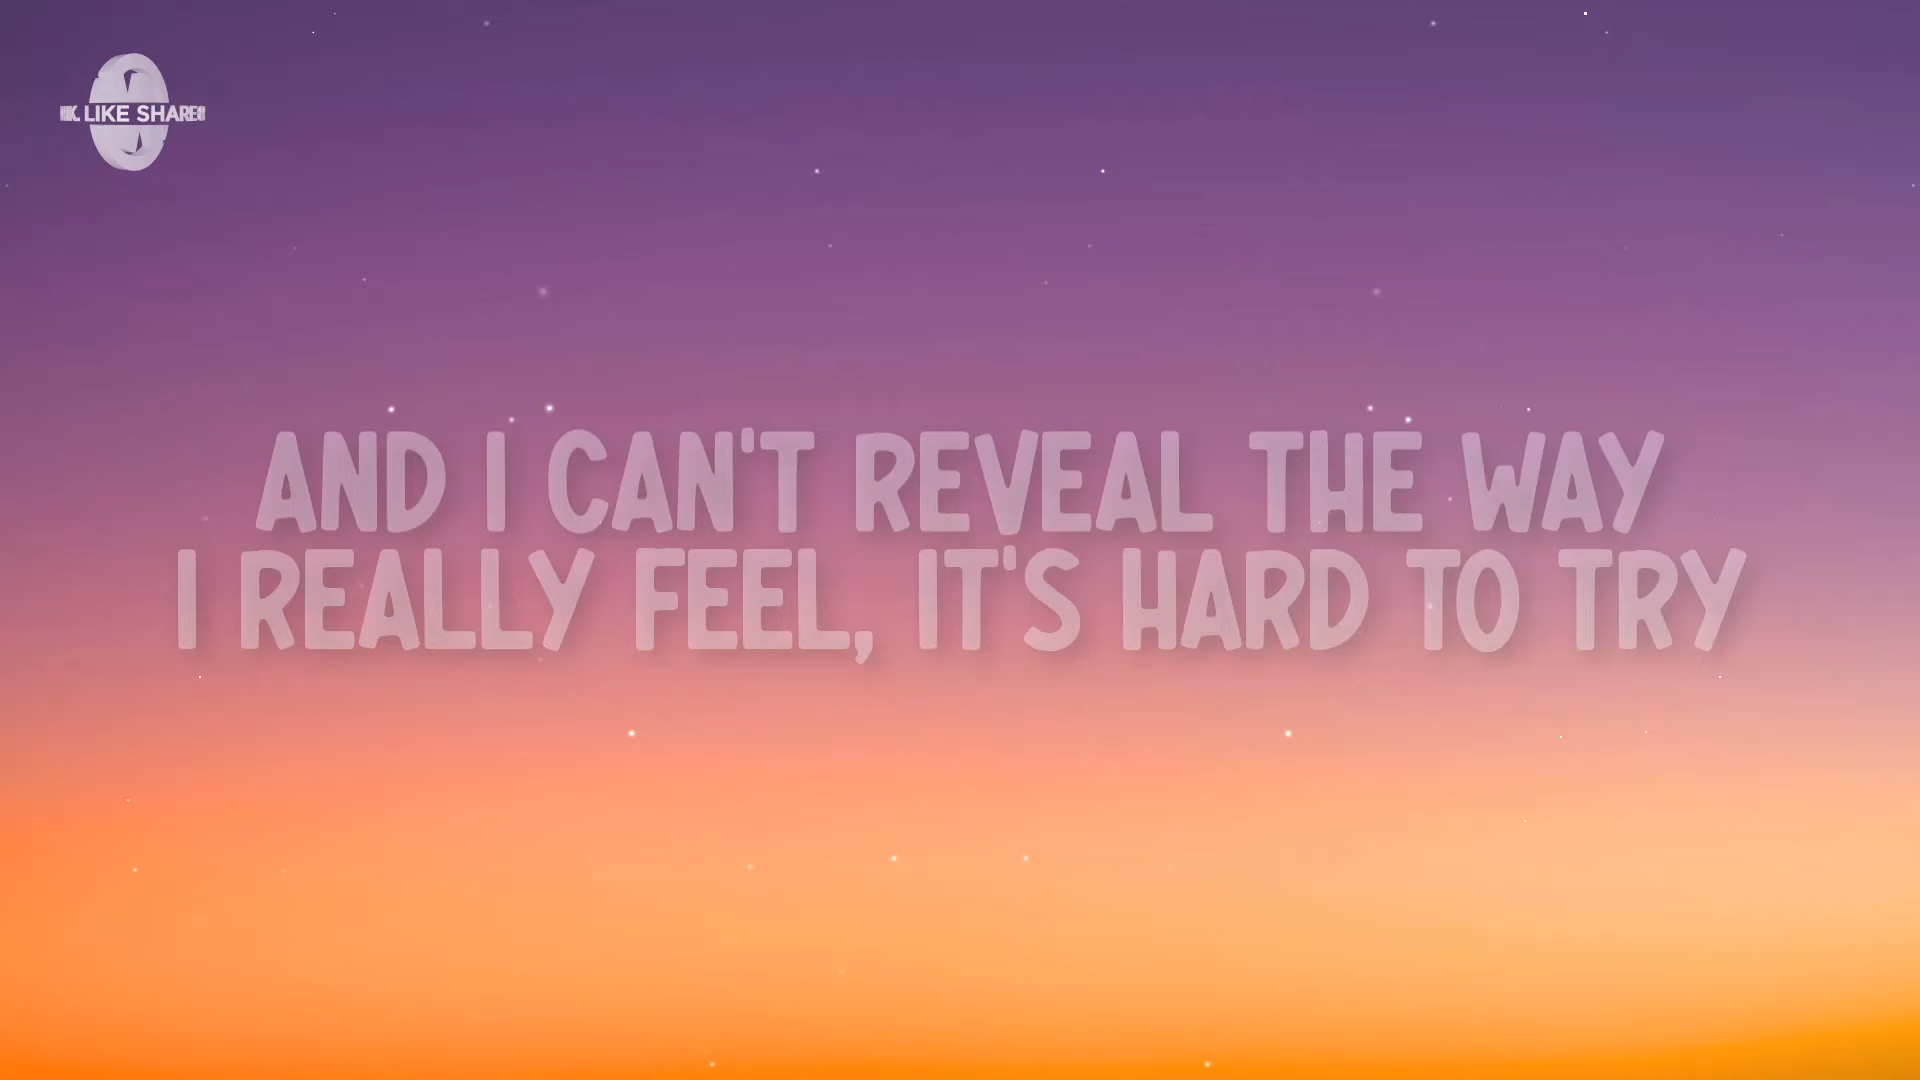 LIKE SHARE
AND I CAN'T REVEAL THE WAY
I REALLY FEEL, IT'S HARD TO TRY